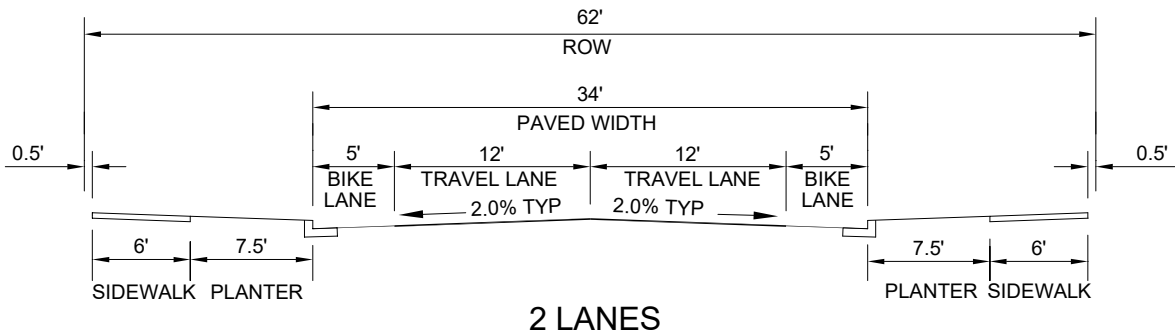 62'
ROW
34'
PAVED WIDTH
0.5' 5' 12' 12' 5' 0.5'
BIKE TRAVEL LANE TRAVEL LANE BIKE
LANE LANE
2.0% TYP 2.0% TYP
6' 7.5' 7.5' 6'
SIDEWALK PLANTER PLANTER SIDEWALK
2 LANES